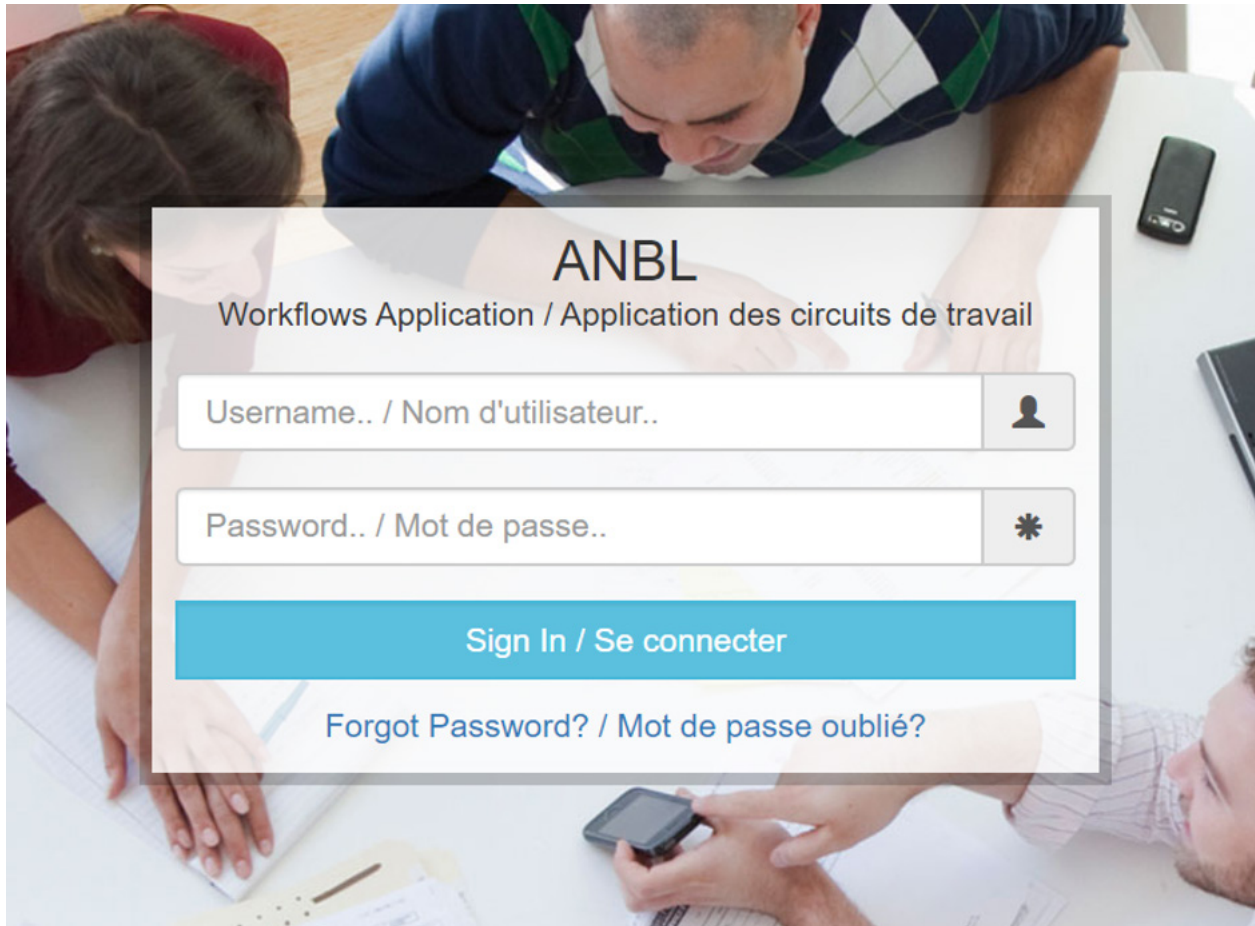 ANBL
Workflows Application / Application des circuits de travail
Username.. / Nom d'utilisateur..
Password.. / Mot de passe..
Sign In / Se connecter
Forgot Password? / Mot de passe oublié?